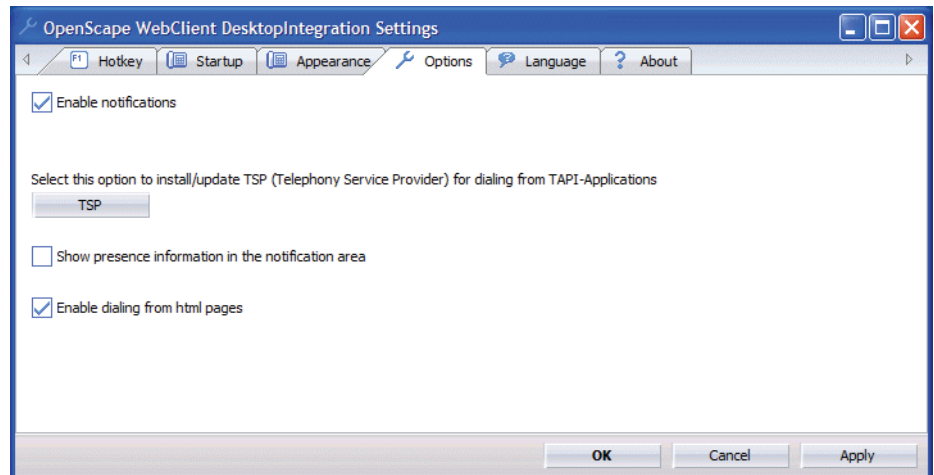 OpenScape WebClient DesktopIntegration Settings
F1 Hotkey Startup Appearance Options Language ? About
Enable notifications
Select this option to install/update TSP (Telephony Service Provider) for dialing from TAPI-Applications
TSP
Show presence information in the notification area
Enable dialing from html pages
OK Cancel Apply